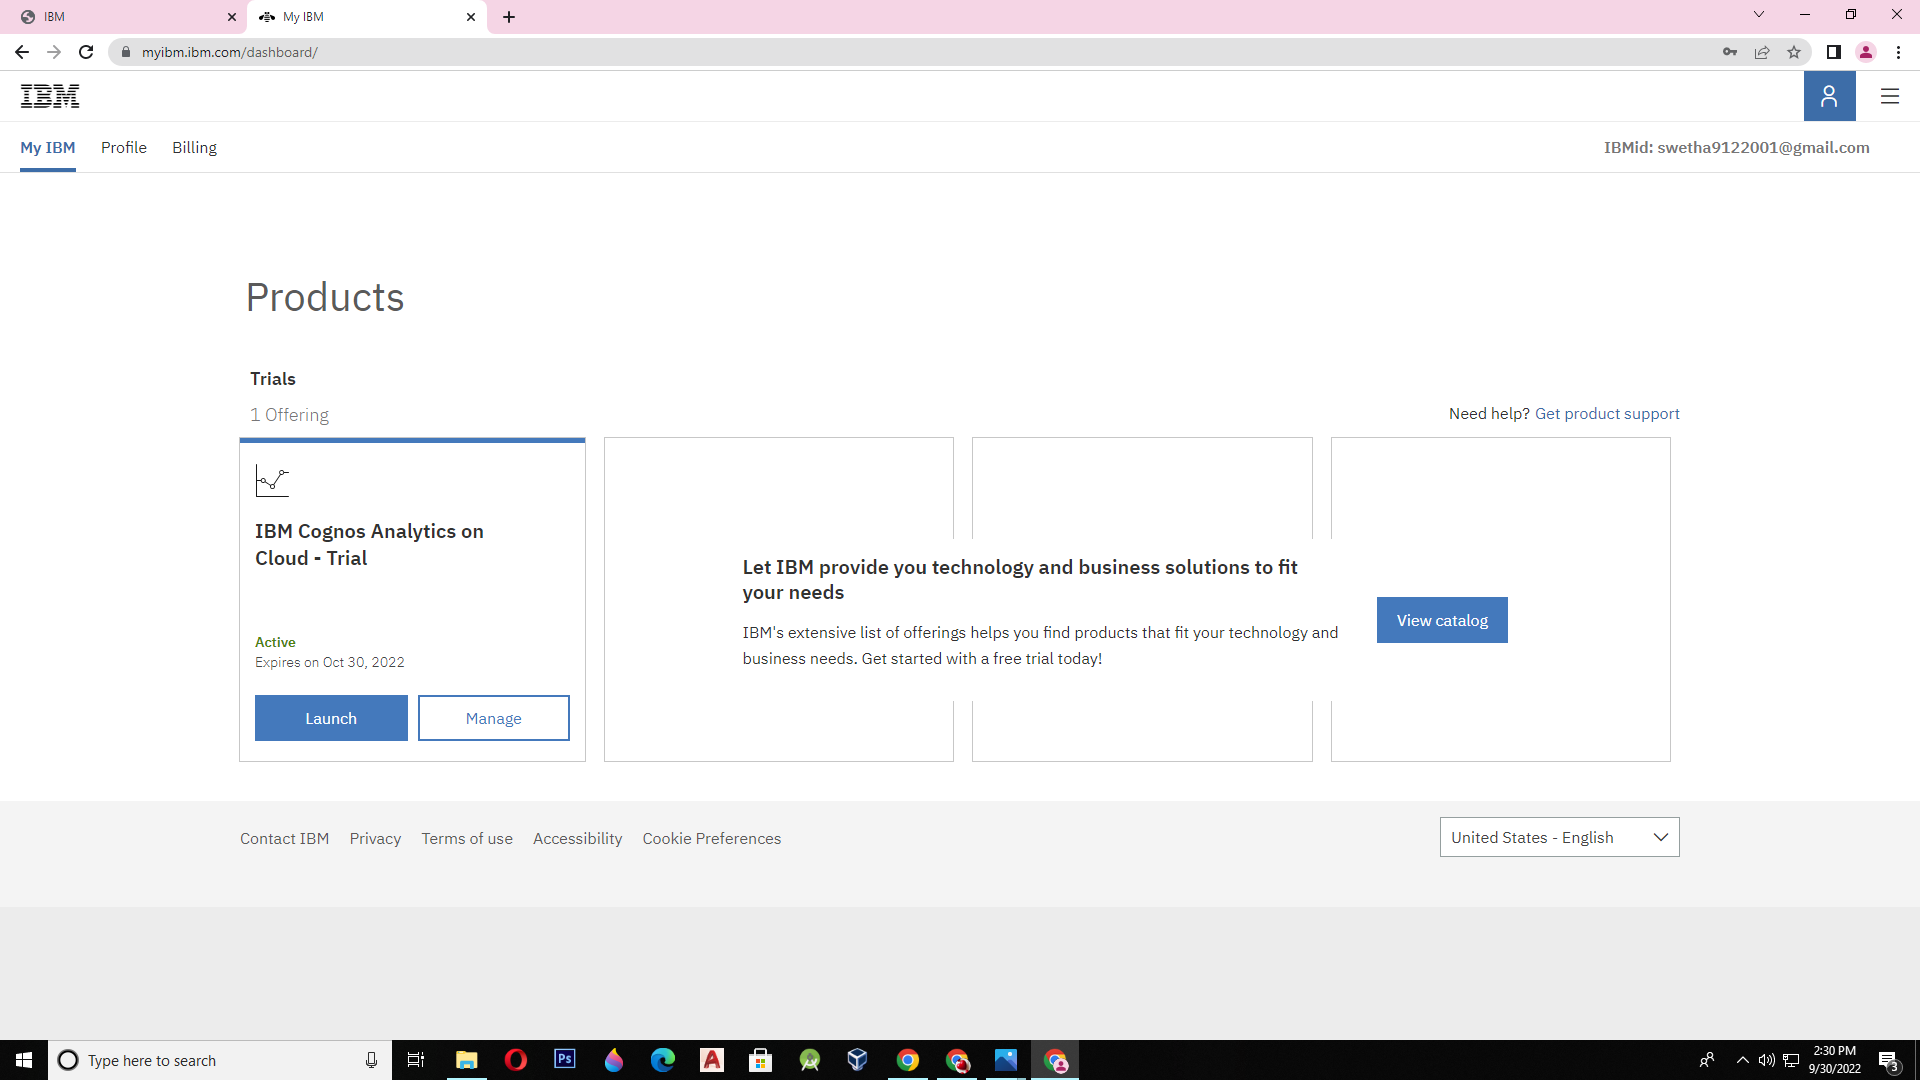 IBM
My IBM
myibm.ibm.com/dashboard/
IBM
My IBM Profile Billing
IBMid: swetha9122001@gmail.com
Products
Trials
1 Offering
Need help? Get product support
IBM Cognos Analytics on
Cloud - Trial
Active
Expires on Oct 30, 2022
Launch
Manage
Let IBM provide you technology and business solutions to fit
your needs
IBM's extensive list of offerings helps you find products that fit your technology and
business needs. Get started with a free trial today!
View catalog
Contact IBM Privacy Terms of use Accessibility Cookie Preferences
United States - English
Type here to search
Ps
2:30 PM
9/30/2022
3